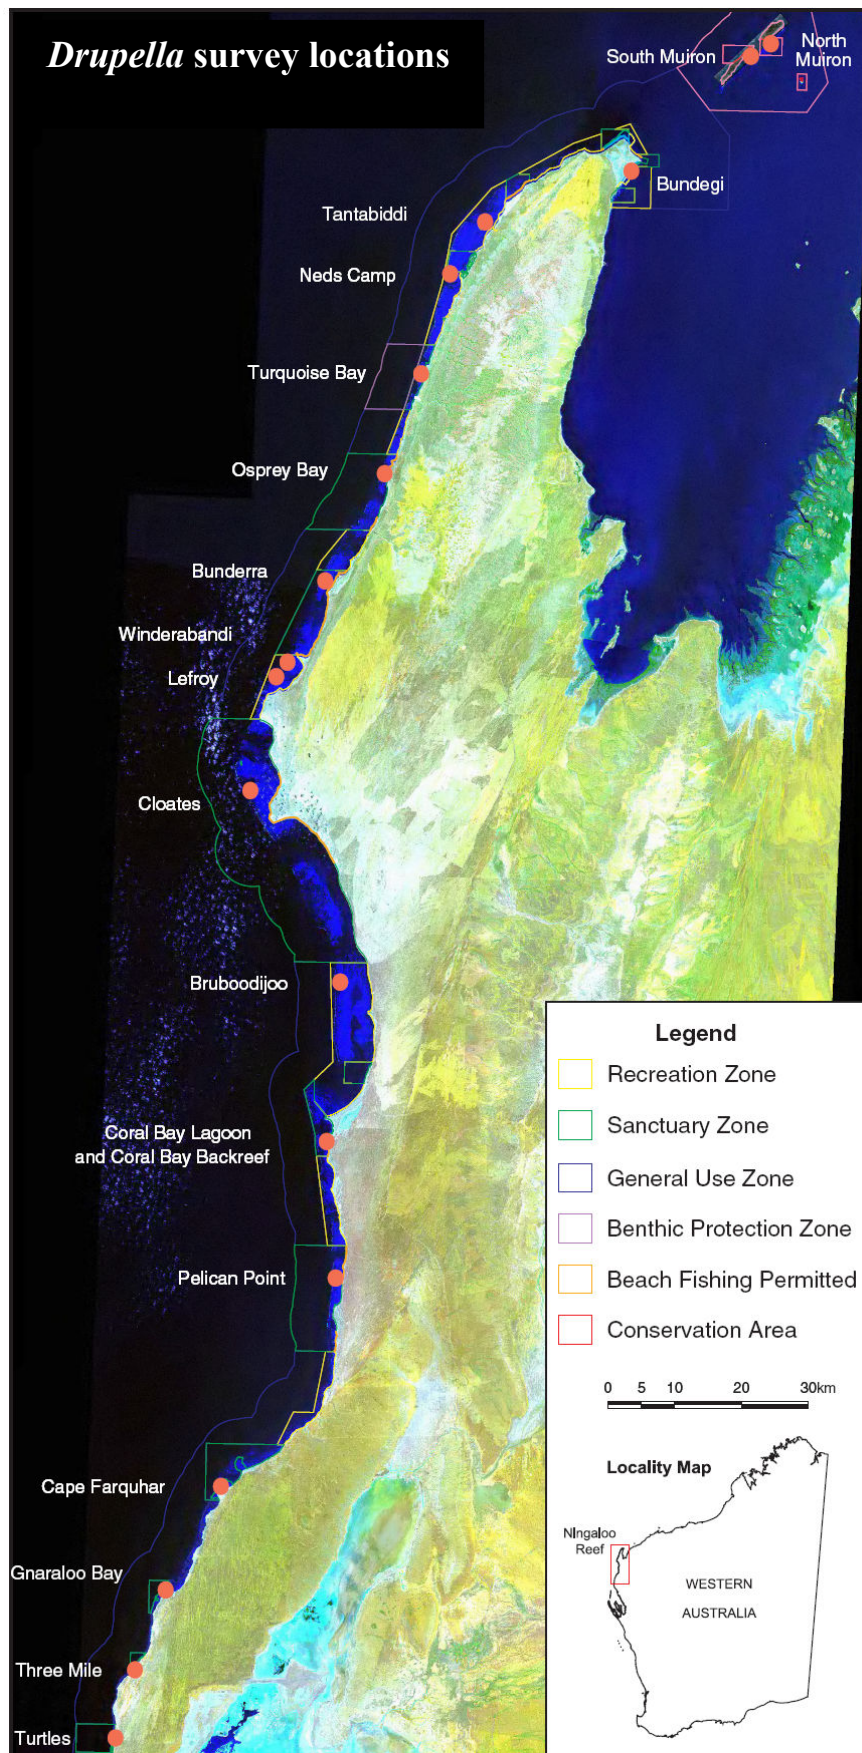 Drupella survey locations
South Muiron
North
Muiron
Bundegi
Tantabiddi
Neds Camp
Turquoise Bay
Osprey Bay
Bunderra
Winderabandi
Lefroy
Cloates
Bruboodijoo
Coral Bay Lagoon
and Coral Bay Backreef
Pelican Point
Cape Farquhar
Gnaraloo Bay
Three Mile
Turtles
Legend
Recreation Zone
Sanctuary Zone
General Use Zone
Benthic Protection Zone
Beach Fishing Permitted
Conservation Area
0 5 10 20 30km
Locality Map
NIngaloo
Reef
WESTERN
AUSTRALIA